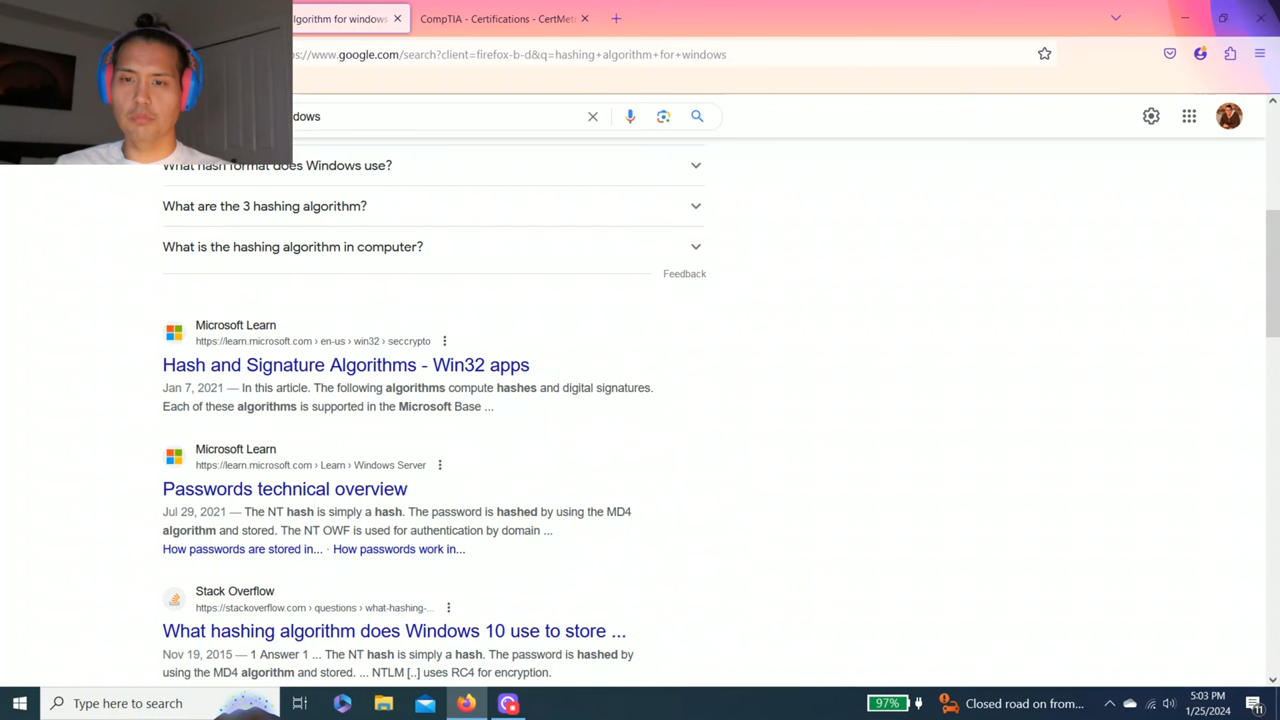 lgorithm for windows
CompTIA - Certifications - CertMet
ps://www.google.com/search?client=firefox-b-d&q=hashing+algorithm+for+windows
dows
What hash format does Windows use?
What are the 3 hashing algorithm?
What is the hashing algorithm in computer?
Feedback
Microsoft Learn
https://learn.microsoft.com › en-us › win32 › seccrypto
Hash and Signature Algorithms - Win32 apps
Jan 7, 2021 — In this article. The following algorithms compute hashes and digital signatures.
Each of these algorithms is supported in the Microsoft Base ...
Microsoft Learn
https://learn.microsoft.com › Learn › Windows Server
Passwords technical overview
Jul 29, 2021 — The NT hash is simply a hash. The password is hashed by using the MD4
algorithm and stored. The NT OWF is used for authentication by domain ...
How passwords are stored in... · How passwords work in...
Stack Overflow
https://stackoverflow.com › questions › what-hashing-...
What hashing algorithm does Windows 10 use to store ...
Nov 19, 2015 — 1 Answer 1 ... The NT hash is simply a hash. The password is hashed by
using the MD4 algorithm and stored. ... NTLM [..] uses RC4 for encryption.
Type here to search
97%
Closed road on from...
5:03 PM
1/25/2024
11